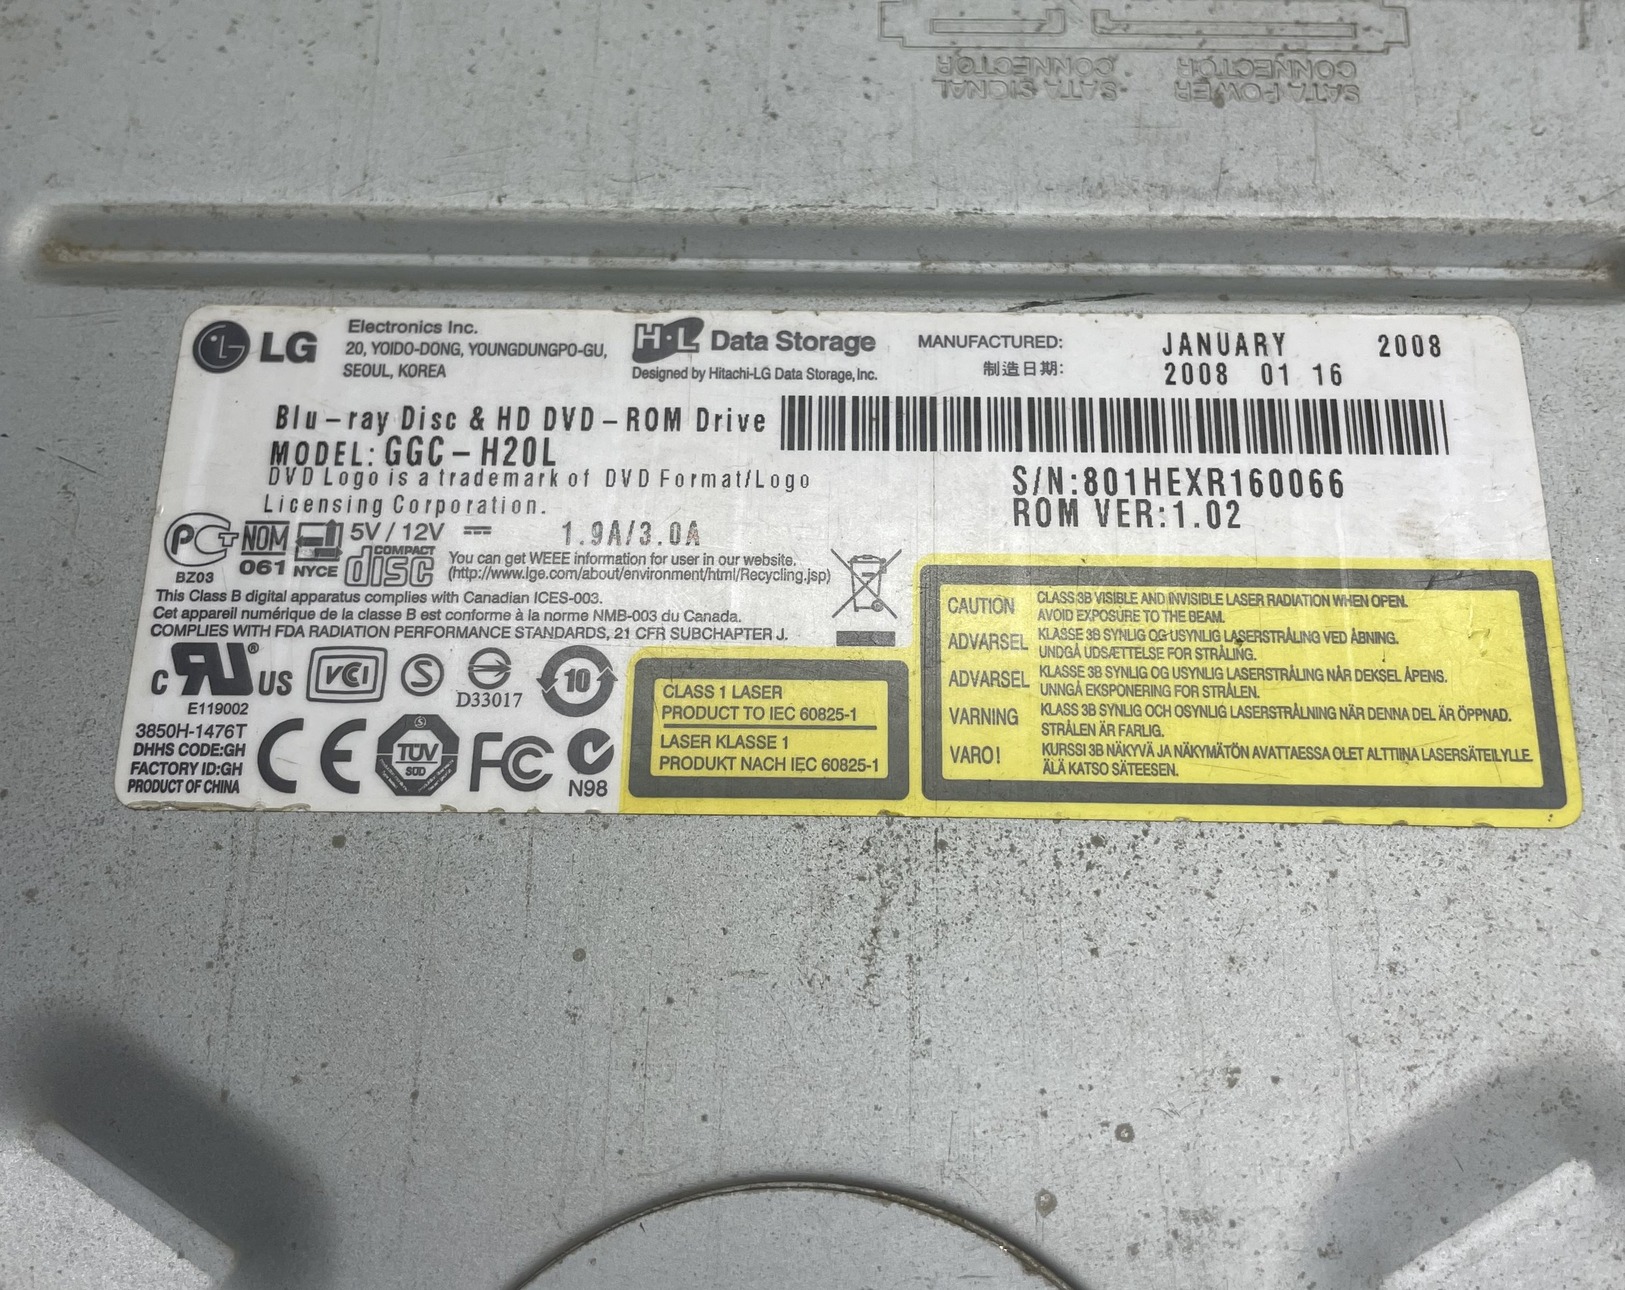 SATA SIGNAL CONNECTOR
SATA POWER CONNECTOR
LG
Electronics Inc.
20, YOIDO-DONG, YOUNGDUNGPO-GU,
SEOUL, KOREA
H·L Data Storage
Designed by Hitachi-LG Data Storage, Inc.
MANUFACTURED: JANUARY 2008
制造日期: 2008 01 16
Blu-ray Disc & HD DVD-ROM Drive
MODEL: GGC-H20L
DVD Logo is a trademark of DVD Format/Logo
Licensing Corporation.
S/N:801HEXR160066
ROM VER:1.02
5V / 12V 1.9A/3.0A
BZ03
NOM
061
NYCE
COMPACT
disc
You can get WEEE information for user in our website.
(http://www.lge.com/about/environment/html/Recycling.jsp)
This Class B digital apparatus complies with Canadian ICES-003.
Cet appareil numérique de la classe B est conforme à la norme NMB-003 du Canada.
COMPLIES WITH FDA RADIATION PERFORMANCE STANDARDS, 21 CFR SUBCHAPTER J.
C RU ® US
E119002
VCI
S
D33017
10
3850H-1476T
DHHS CODE:GH
FACTORY ID:GH
PRODUCT OF CHINA
CE
S
TÜV
SÜD
FC
N98
CLASS 1 LASER
PRODUCT TO IEC 60825-1
LASER KLASSE 1
PRODUKT NACH IEC 60825-1
CAUTION CLASS 3B VISIBLE AND INVISIBLE LASER RADIATION WHEN OPEN.
AVOID EXPOSURE TO THE BEAM.
ADVARSEL KLASSE 3B SYNLIG OG USYNLIG LASERSTRÅLING VED ÅBNING.
UNDGÅ UDSÆTTELSE FOR STRÅLING.
ADVARSEL KLASSE 3B SYNLIG OG USYNLIG LASERSTRÅLING NÅR DEKSEL ÅPENS.
UNNGÅ EKSPONERING FOR STRÅLEN.
VARNING KLASS 3B SYNLIG OCH OSYNLIG LASERSTRÅLNING NÄR DENNA DEL ÄR ÖPPNAD.
STRÅLEN ÄR FARLIG.
VARO! KURSSI 3B NÄKYVÄ JA NÄKYMÄTÖN AVATTAESSA OLET ALTTIINA LASERSÄTEILYLLE.
ÄLÄ KATSO SÄTEESEN.